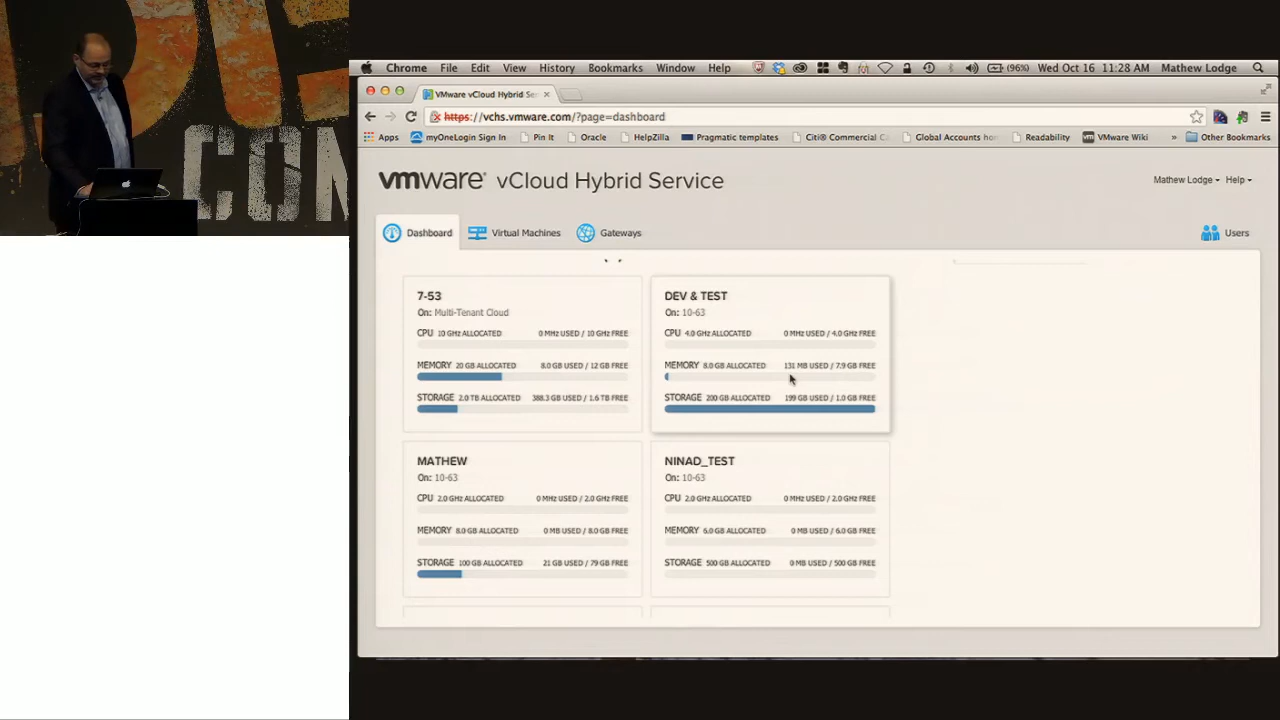 CON
Chrome File Edit View History Bookmarks Window Help (96%) Wed Oct 16 11:28 AM Mathew Lodge
VMware vCloud Hybrid Ser
https://vchs.vmware.com/?page=dashboard
Apps myOneLogin Sign In Pin It Oracle HelpZilla Pragmatic templates Citi® Commercial Ca Global Accounts hom Readability VMware Wiki » Other Bookmarks
vmware vCloud Hybrid Service
Mathew Lodge Help
Dashboard Virtual Machines Gateways Users
7-53
On: Multi-Tenant Cloud
CPU 10 GHz ALLOCATED 0 MHz USED / 10 GHz FREE
MEMORY 20 GB ALLOCATED 8.0 GB USED / 12 GB FREE
STORAGE 2.0 TB ALLOCATED 388.3 GB USED / 1.6 TB FREE
DEV & TEST
On: 10-63
CPU 4.0 GHz ALLOCATED 0 MHz USED / 4.0 GHz FREE
MEMORY 8.0 GB ALLOCATED 131 MB USED / 7.9 GB FREE
STORAGE 200 GB ALLOCATED 199 GB USED / 1.0 GB FREE
MATHEW
On: 10-63
CPU 2.0 GHz ALLOCATED 0 MHz USED / 2.0 GHz FREE
MEMORY 8.0 GB ALLOCATED 0 MB USED / 8.0 GB FREE
STORAGE 100 GB ALLOCATED 21 GB USED / 79 GB FREE
NINAD_TEST
On: 10-63
CPU 2.0 GHz ALLOCATED 0 MHz USED / 2.0 GHz FREE
MEMORY 6.0 GB ALLOCATED 0 MB USED / 6.0 GB FREE
STORAGE 500 GB ALLOCATED 0 MB USED / 500 GB FREE